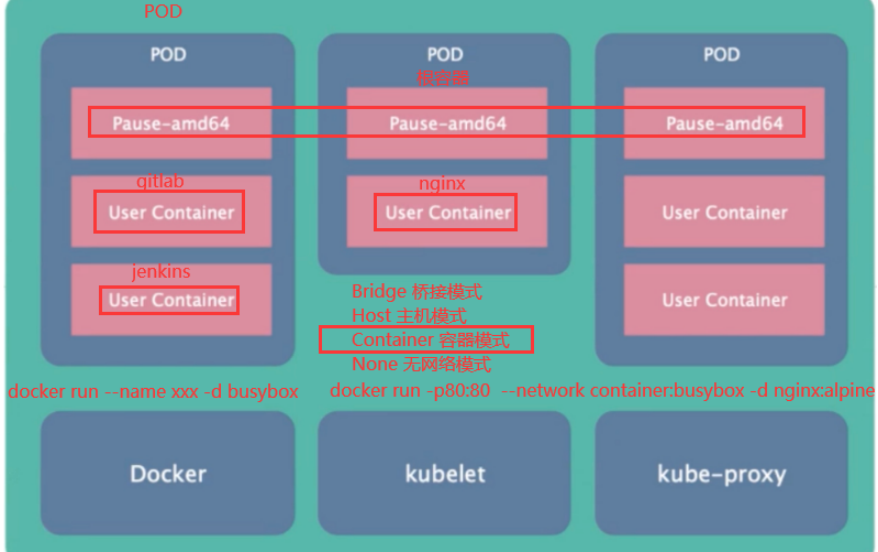 POD
POD
POD
POD
根容器
Pause-amd64
Pause-amd64
Pause-amd64
gitlab
nginx
User Container
User Container
User Container
jenkins
User Container
User Container
Bridge 桥接模式
Host 主机模式
Container 容器模式
None 无网络模式
docker run --name xxx -d busybox
docker run -p80:80 --network container:busybox -d nginx:alpine
Docker
kubelet
kube-proxy